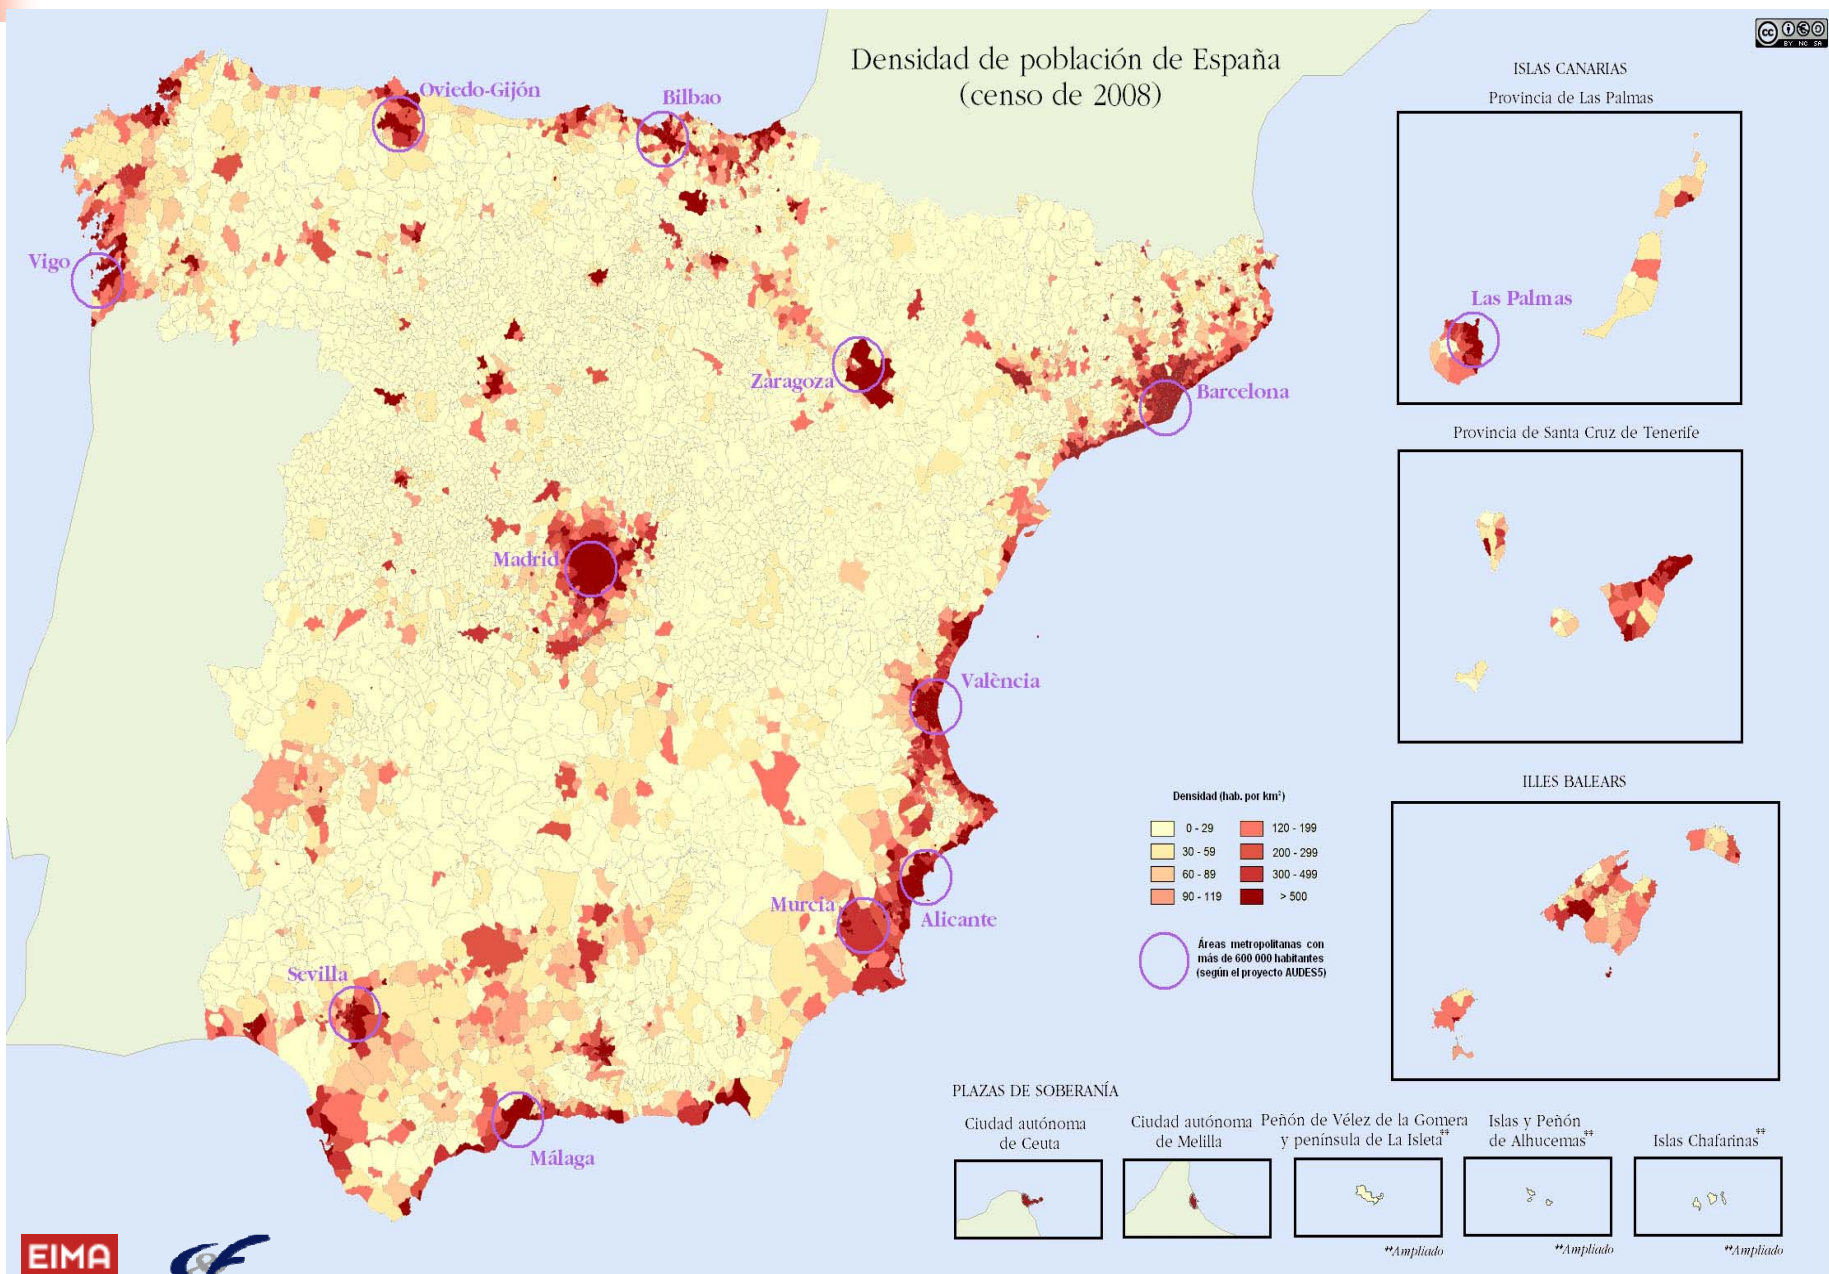 Densidad de población de España
(censo de 2008)
cc
BY NC SA
Oviedo-Gijón
Bilbao
Vigo
Zaragoza
Barcelona
Madrid
València
Murcia
Alicante
Sevilla
Málaga
ISLAS CANARIAS
Provincia de Las Palmas
Las Palmas
Provincia de Santa Cruz de Tenerife
ILLES BALEARS
Densidad (hab. por km²)
0 - 29
30 - 59
60 - 89
90 - 119
120 - 199
200 - 299
300 - 499
> 500
Áreas metropolitanas con
más de 600 000 habitantes
(según el proyecto AUDES5)
PLAZAS DE SOBERANÍA
Ciudad autónoma
de Ceuta
Ciudad autónoma
de Melilla
Peñón de Vélez de la Gomera
y península de La Isleta**
Islas y Peñón
de Alhucemas**
Islas Chafarinas**
**Ampliado
**Ampliado
**Ampliado
EIMA